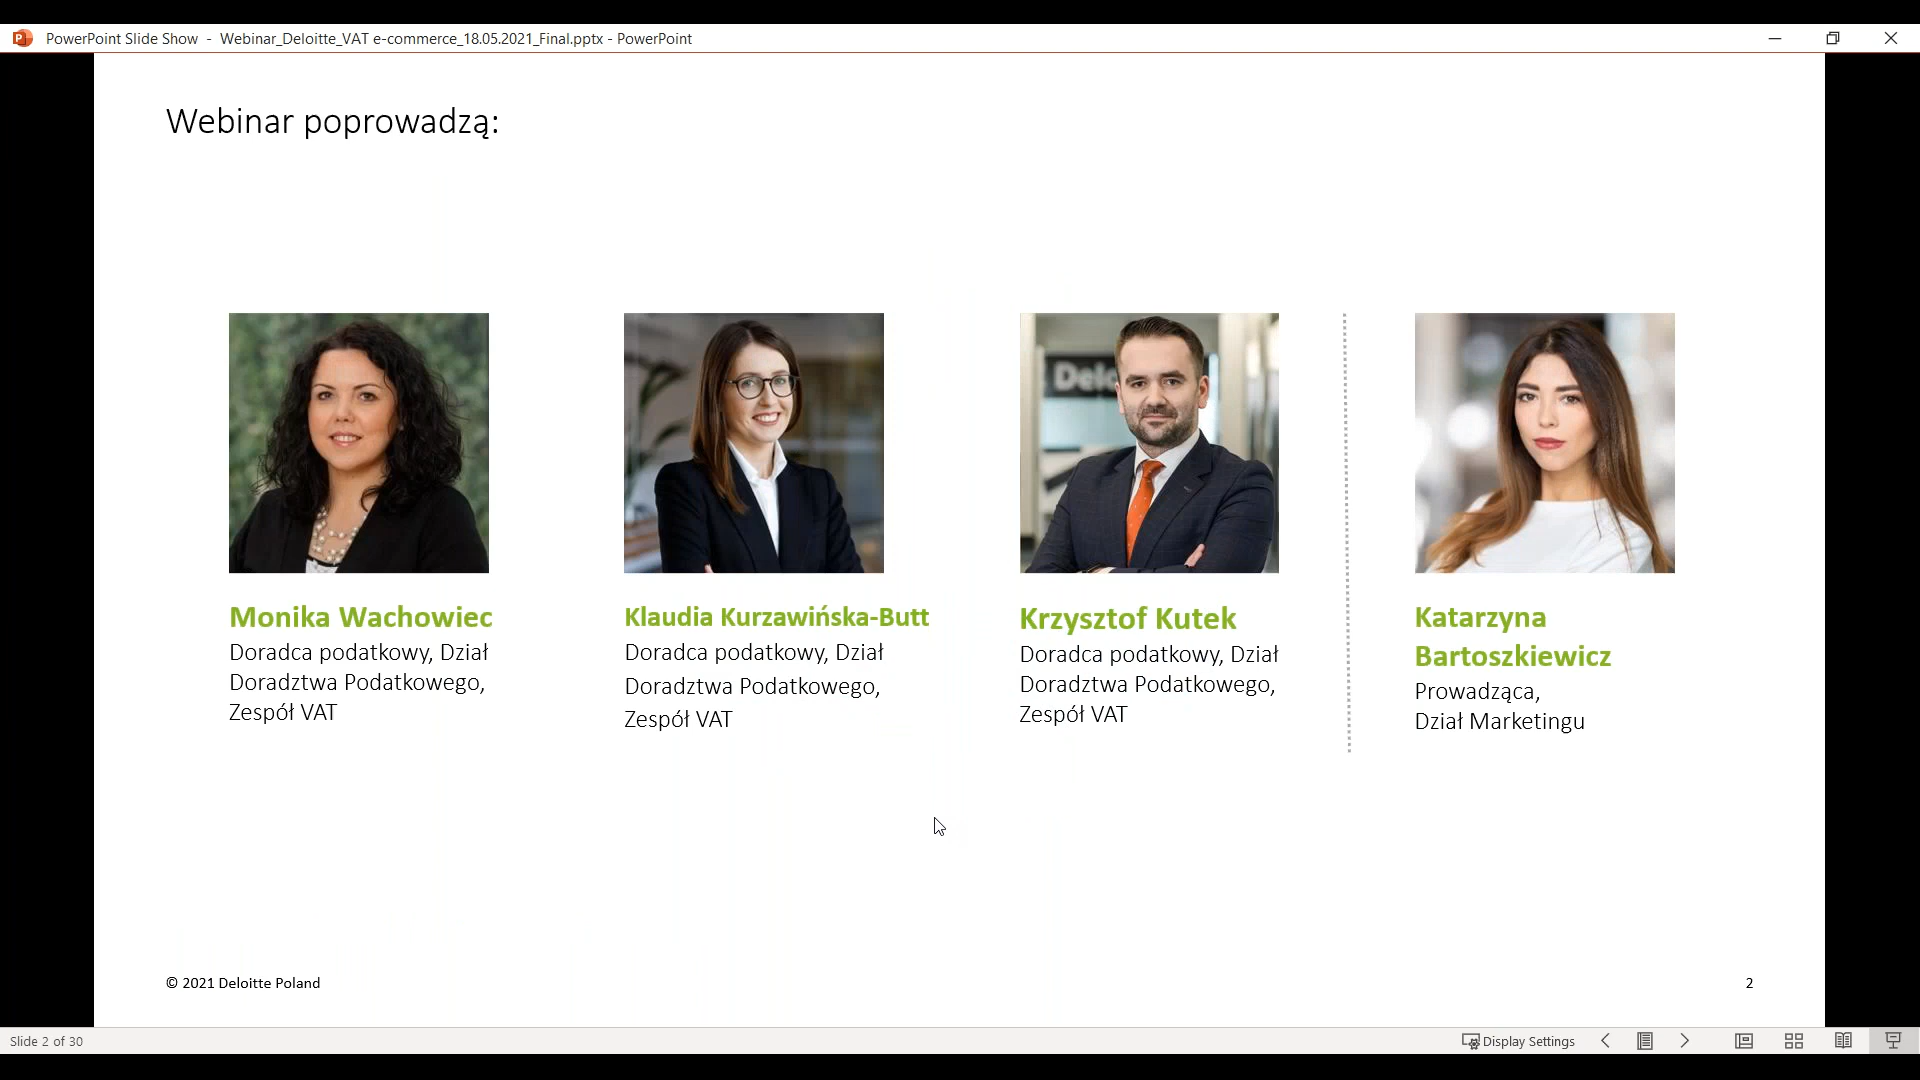 PowerPoint Slide Show - Webinar_Deloitte_VAT e-commerce_18.05.2021_Final.pptx - PowerPoint
Webinar poprowadzą:
Delo
Monika Wachowiec
Doradca podatkowy, Dział
Doradztwa Podatkowego,
Zespół VAT
Klaudia Kurzawińska-Butt
Doradca podatkowy, Dział
Doradztwa Podatkowego,
Zespół VAT
Krzysztof Kutek
Doradca podatkowy, Dział
Doradztwa Podatkowego,
Zespół VAT
Katarzyna
Bartoszkiewicz
Prowadząca,
Dział Marketingu
© 2021 Deloitte Poland
2
Slide 2 of 30
Display Settings